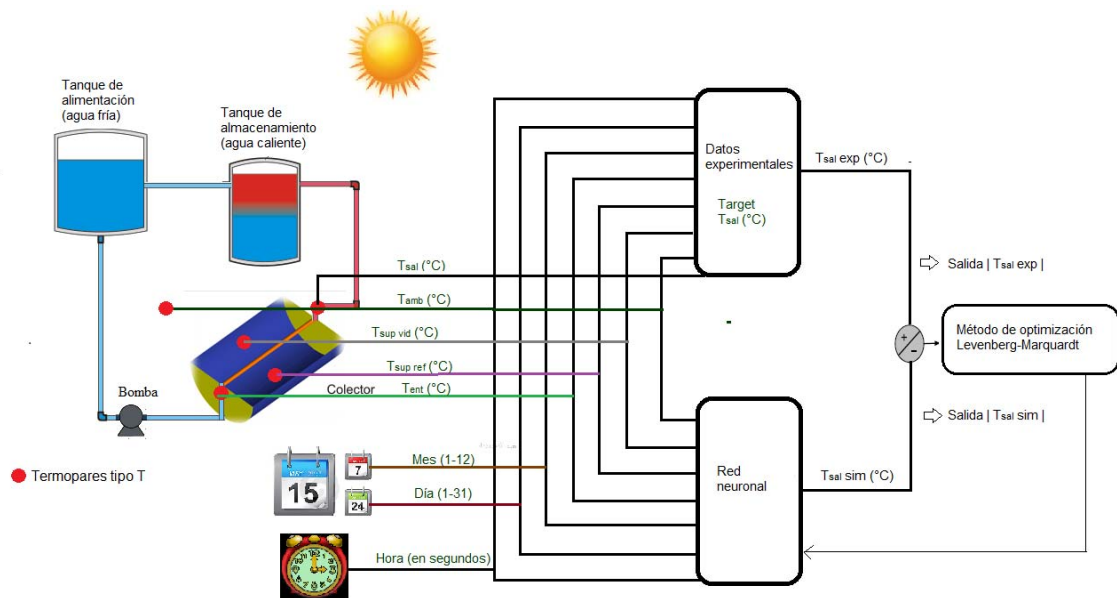 Tanque de
alimentación
(agua fría)
Tanque de
almacenamiento
(agua caliente)
Datos
experimentales
Target
Tsal (°C)
Tsal exp (°C)
Tsal (°C)
Salida | Tsal exp |
Tamb (°C)
Tsup vid (°C)
+
-
Método de optimización
Levenberg-Marquardt
Tsup ref (°C)
Bomba
Colector
Tent (°C)
Salida | Tsal sim |
Termopares tipo T
15
7
24
Mes (1-12)
Día (1-31)
Red
neuronal
Tsal sim (°C)
Hora (en segundos)